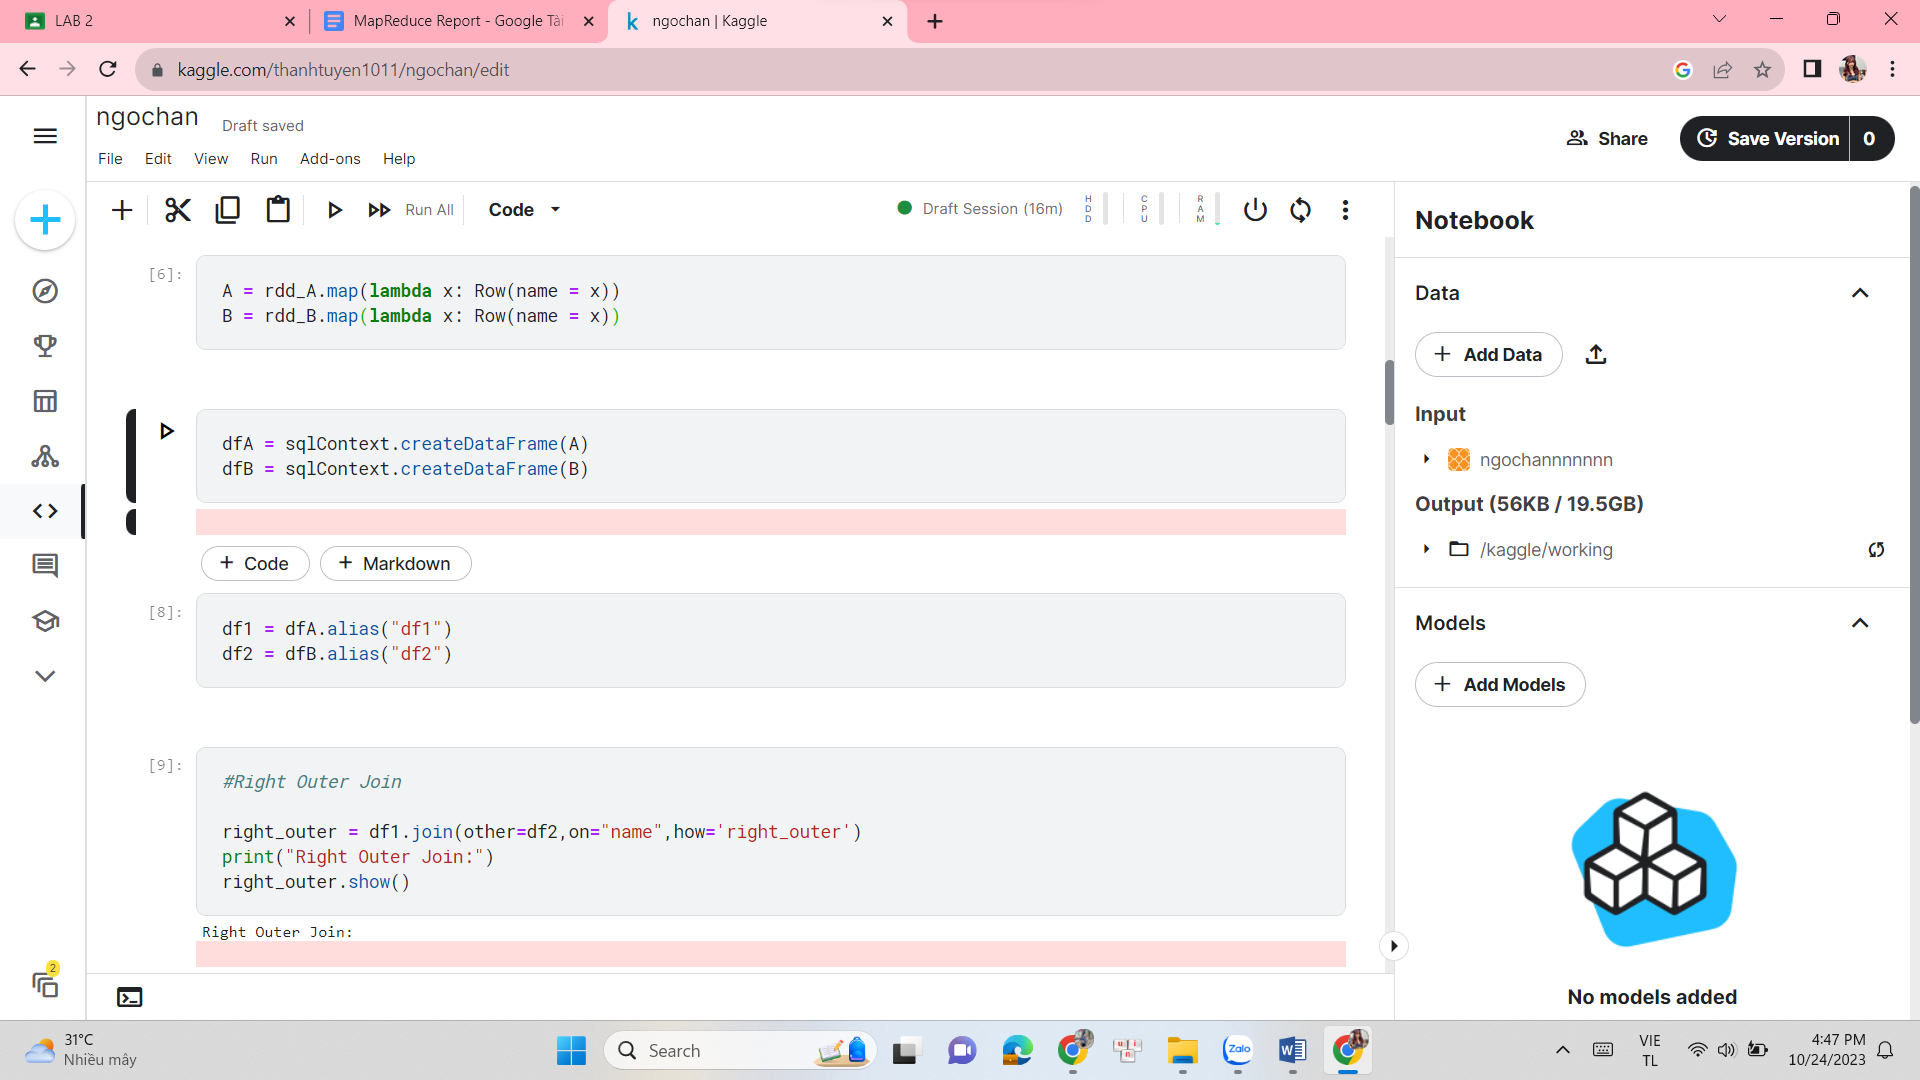 LAB 2
MapReduce Report - Google Tài
ngochan | Kaggle
kaggle.com/thanhtuyen1011/ngochan/edit
ngochan
Draft saved
File Edit View Run Add-ons Help
Share
Save Version 0
Run All
Code
Draft Session (16m)
HDD
CPU
RAM
[6]:
A = rdd_A.map(lambda x: Row(name = x))
B = rdd_B.map(lambda x: Row(name = x))
dfA = sqlContext.createDataFrame(A)
dfB = sqlContext.createDataFrame(B)
+ Code
+ Markdown
[8]:
df1 = dfA.alias("df1")
df2 = dfB.alias("df2")
[9]:
#Right Outer Join
right_outer = df1.join(other=df2,on="name",how='right_outer')
print("Right Outer Join:")
right_outer.show()
Right Outer Join:
Notebook
Data
+ Add Data
Input
ngochannnnnnn
Output (56KB / 19.5GB)
/kaggle/working
Models
+ Add Models
No models added
2
31°C
Nhiều mây
Search
Zalo
VIE
TL
4:47 PM
10/24/2023